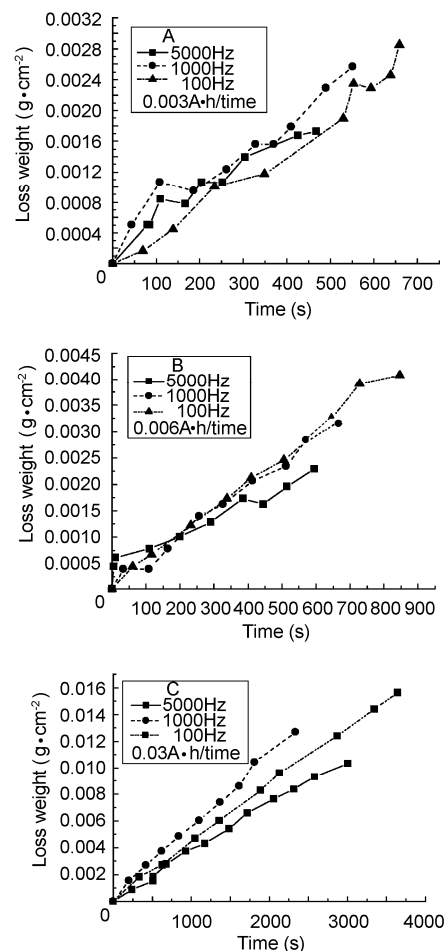 0.0032
0.0028
0.0024
0.0016
0.0012
0.0008
0.0004
0
Loss weight (g•cm⁻²)
A
5000Hz
1000Hz
100Hz
0.003A•h/time
100 200 300 400 500 600 700
Time (s)
0.0045
0.0040
0.0035
0.0030
0.0025
0.0020
0.0015
0.0010
0.0005
0
Loss weight (g•cm⁻²)
B
5000Hz
1000Hz
100Hz
0.006A•h/time
100 200 300 400 500 600 700 800 900
Time (s)
0.016
0.014
0.012
0.010
0.008
0.006
0.004
0.002
0
Loss weight (g•cm⁻²)
C
5000Hz
1000Hz
100Hz
0.03A•h/time
1000 2000 3000 4000
Time (s)